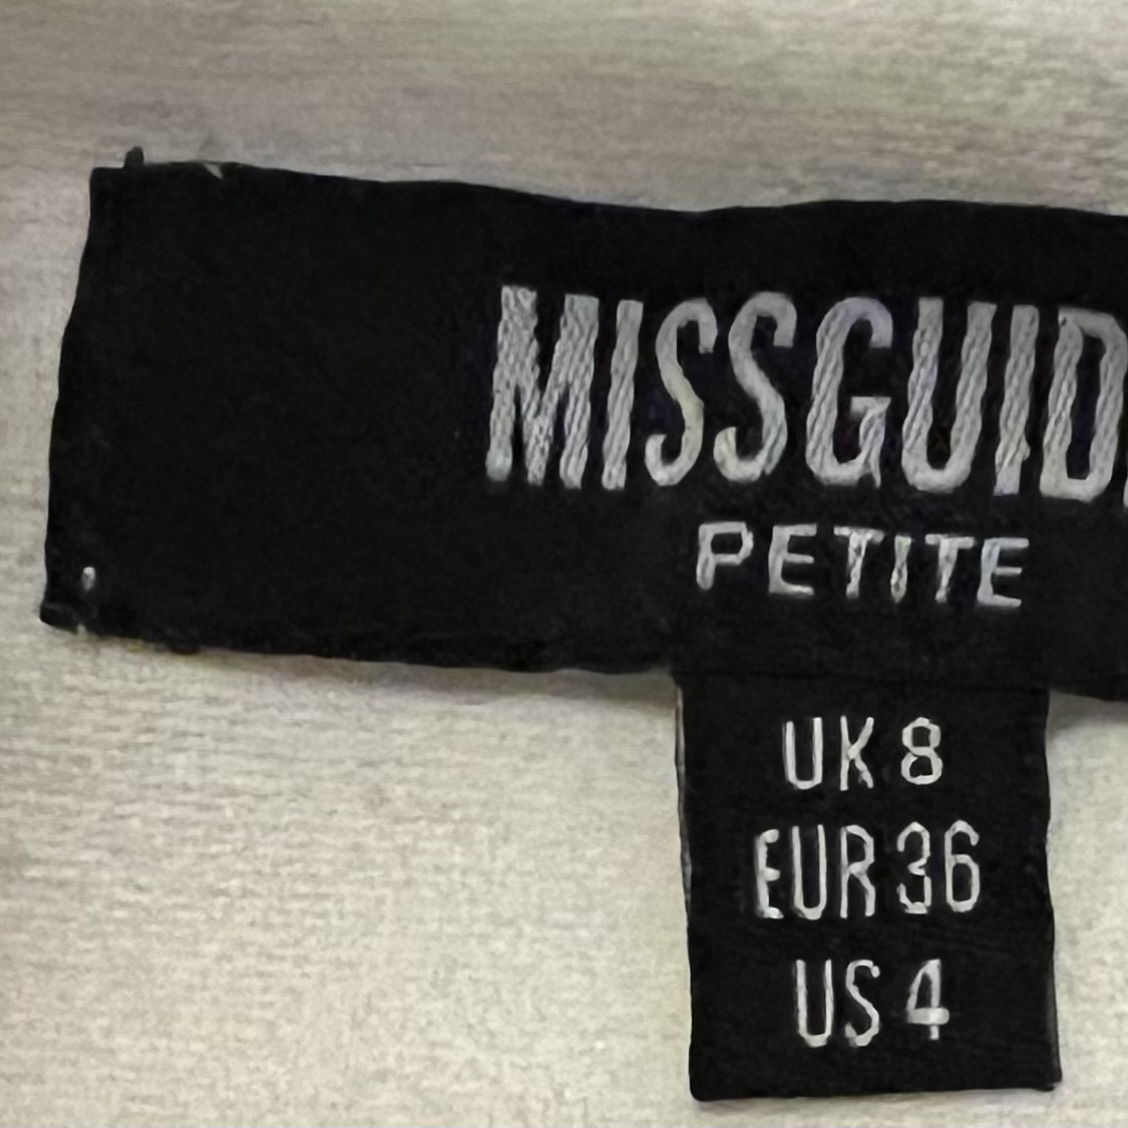 MISSGUID
PETITE
UK 8
EUR 36
US 4